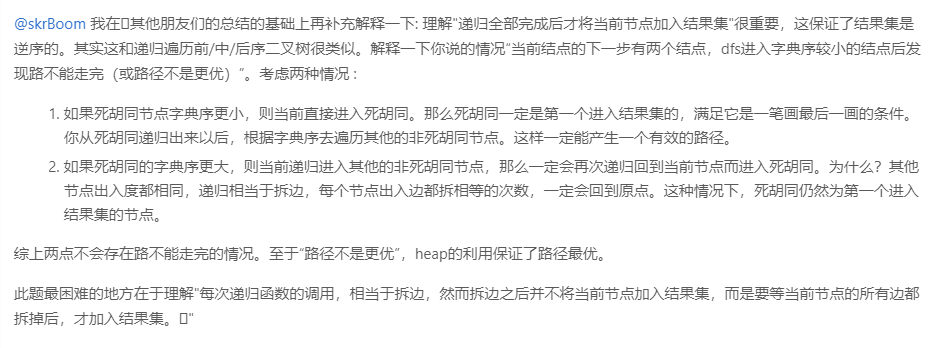 @skrBoom 我在▯其他朋友们的总结的基础上再补充解释一下: 理解"递归全部完成后才将当前节点加入结果集"很重要，这保证了结果集是
逆序的。其实这和递归遍历前/中/后序二叉树很类似。解释一下你说的情况“当前结点的下一步有两个结点，dfs进入字典序较小的结点后发
现路不能走完（或路径不是更优）”。考虑两种情况 :
1. 如果死胡同节点字典序更小，则当前直接进入死胡同。那么死胡同一定是第一个进入结果集的，满足它是一笔画最后一画的条件。
你从死胡同递归出来以后，根据字典序去遍历其他的非死胡同节点。这样一定能产生一个有效的路径。
2. 如果死胡同的字典序更大，则当前递归进入其他的非死胡同节点，那么一定会再次递归回到当前节点而进入死胡同。为什么？其他
节点出入度都相同，递归相当于拆边，每个节点出入边都拆相等的次数，一定会回到原点。这种情况下，死胡同仍然为第一个进入
结果集的节点。
综上两点不会存在路不能走完的情况。至于“路径不是更优”，heap的利用保证了路径最优。
此题最困难的地方在于理解"每次递归函数的调用，相当于拆边，然而拆边之后并不将当前节点加入结果集，而是要等当前节点的所有边都
拆掉后，才加入结果集。▯"